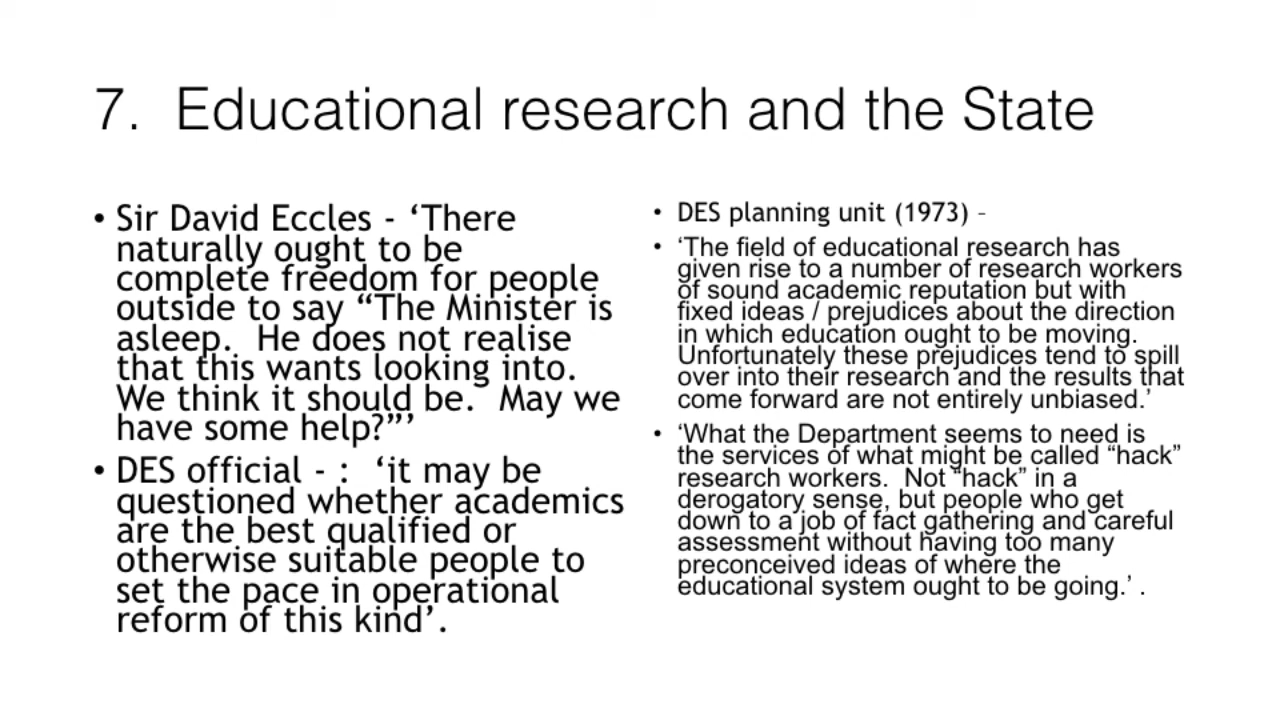 7. Educational research and the State
• Sir David Eccles - ‘There
naturally ought to be
complete freedom for people
outside to say “The Minister is
asleep. He does not realise
that this wants looking into.
We think it should be. May we
have some help?”’
• DES official - : ‘it may be
questioned whether academics
are the best qualified or
otherwise suitable people to
set the pace in operational
reform of this kind’.
• DES planning unit (1973) –
• ‘The field of educational research has
given rise to a number of research workers
of sound academic reputation but with
fixed ideas / prejudices about the direction
in which education ought to be moving.
Unfortunately these prejudices tend to spill
over into their research and the results that
come forward are not entirely unbiased.’
• ‘What the Department seems to need is
the services of what might be called “hack”
research workers. Not “hack” in a
derogatory sense, but people who get
down to a job of fact gathering and careful
assessment without having too many
preconceived ideas of where the
educational system ought to be going.’ .